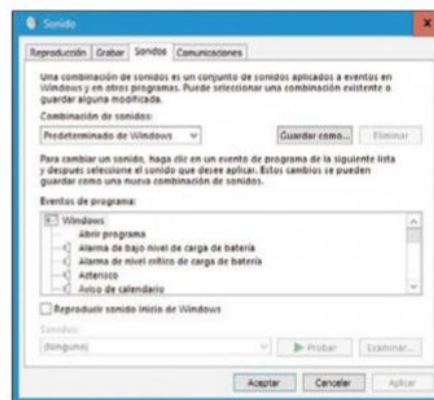 Sonido
Reproducción Grabar Sonidos Comunicaciones
Una combinación de sonidos es un conjunto de sonidos aplicados a eventos en
Windows y en otros programas. Puede seleccionar una combinación existente o
guardar alguna modificada.
Combinación de sonidos:
Predeterminado de Windows Guardar como... Eliminar
Para cambiar un sonido, haga clic en un evento de programa de la siguiente lista
y después seleccione el sonido que desee aplicar. Estos cambios se pueden
guardar como una nueva combinación de sonidos.
Eventos de programa:
Windows
Abrir programa
Alarma de bajo nivel de carga de batería
Alarma de nivel crítico de carga de batería
Asterisco
Aviso de calendario
Reproducir sonido inicio de Windows
Sonidos:
(Ninguno) Probar Examinar...
Aceptar Cancelar Aplicar